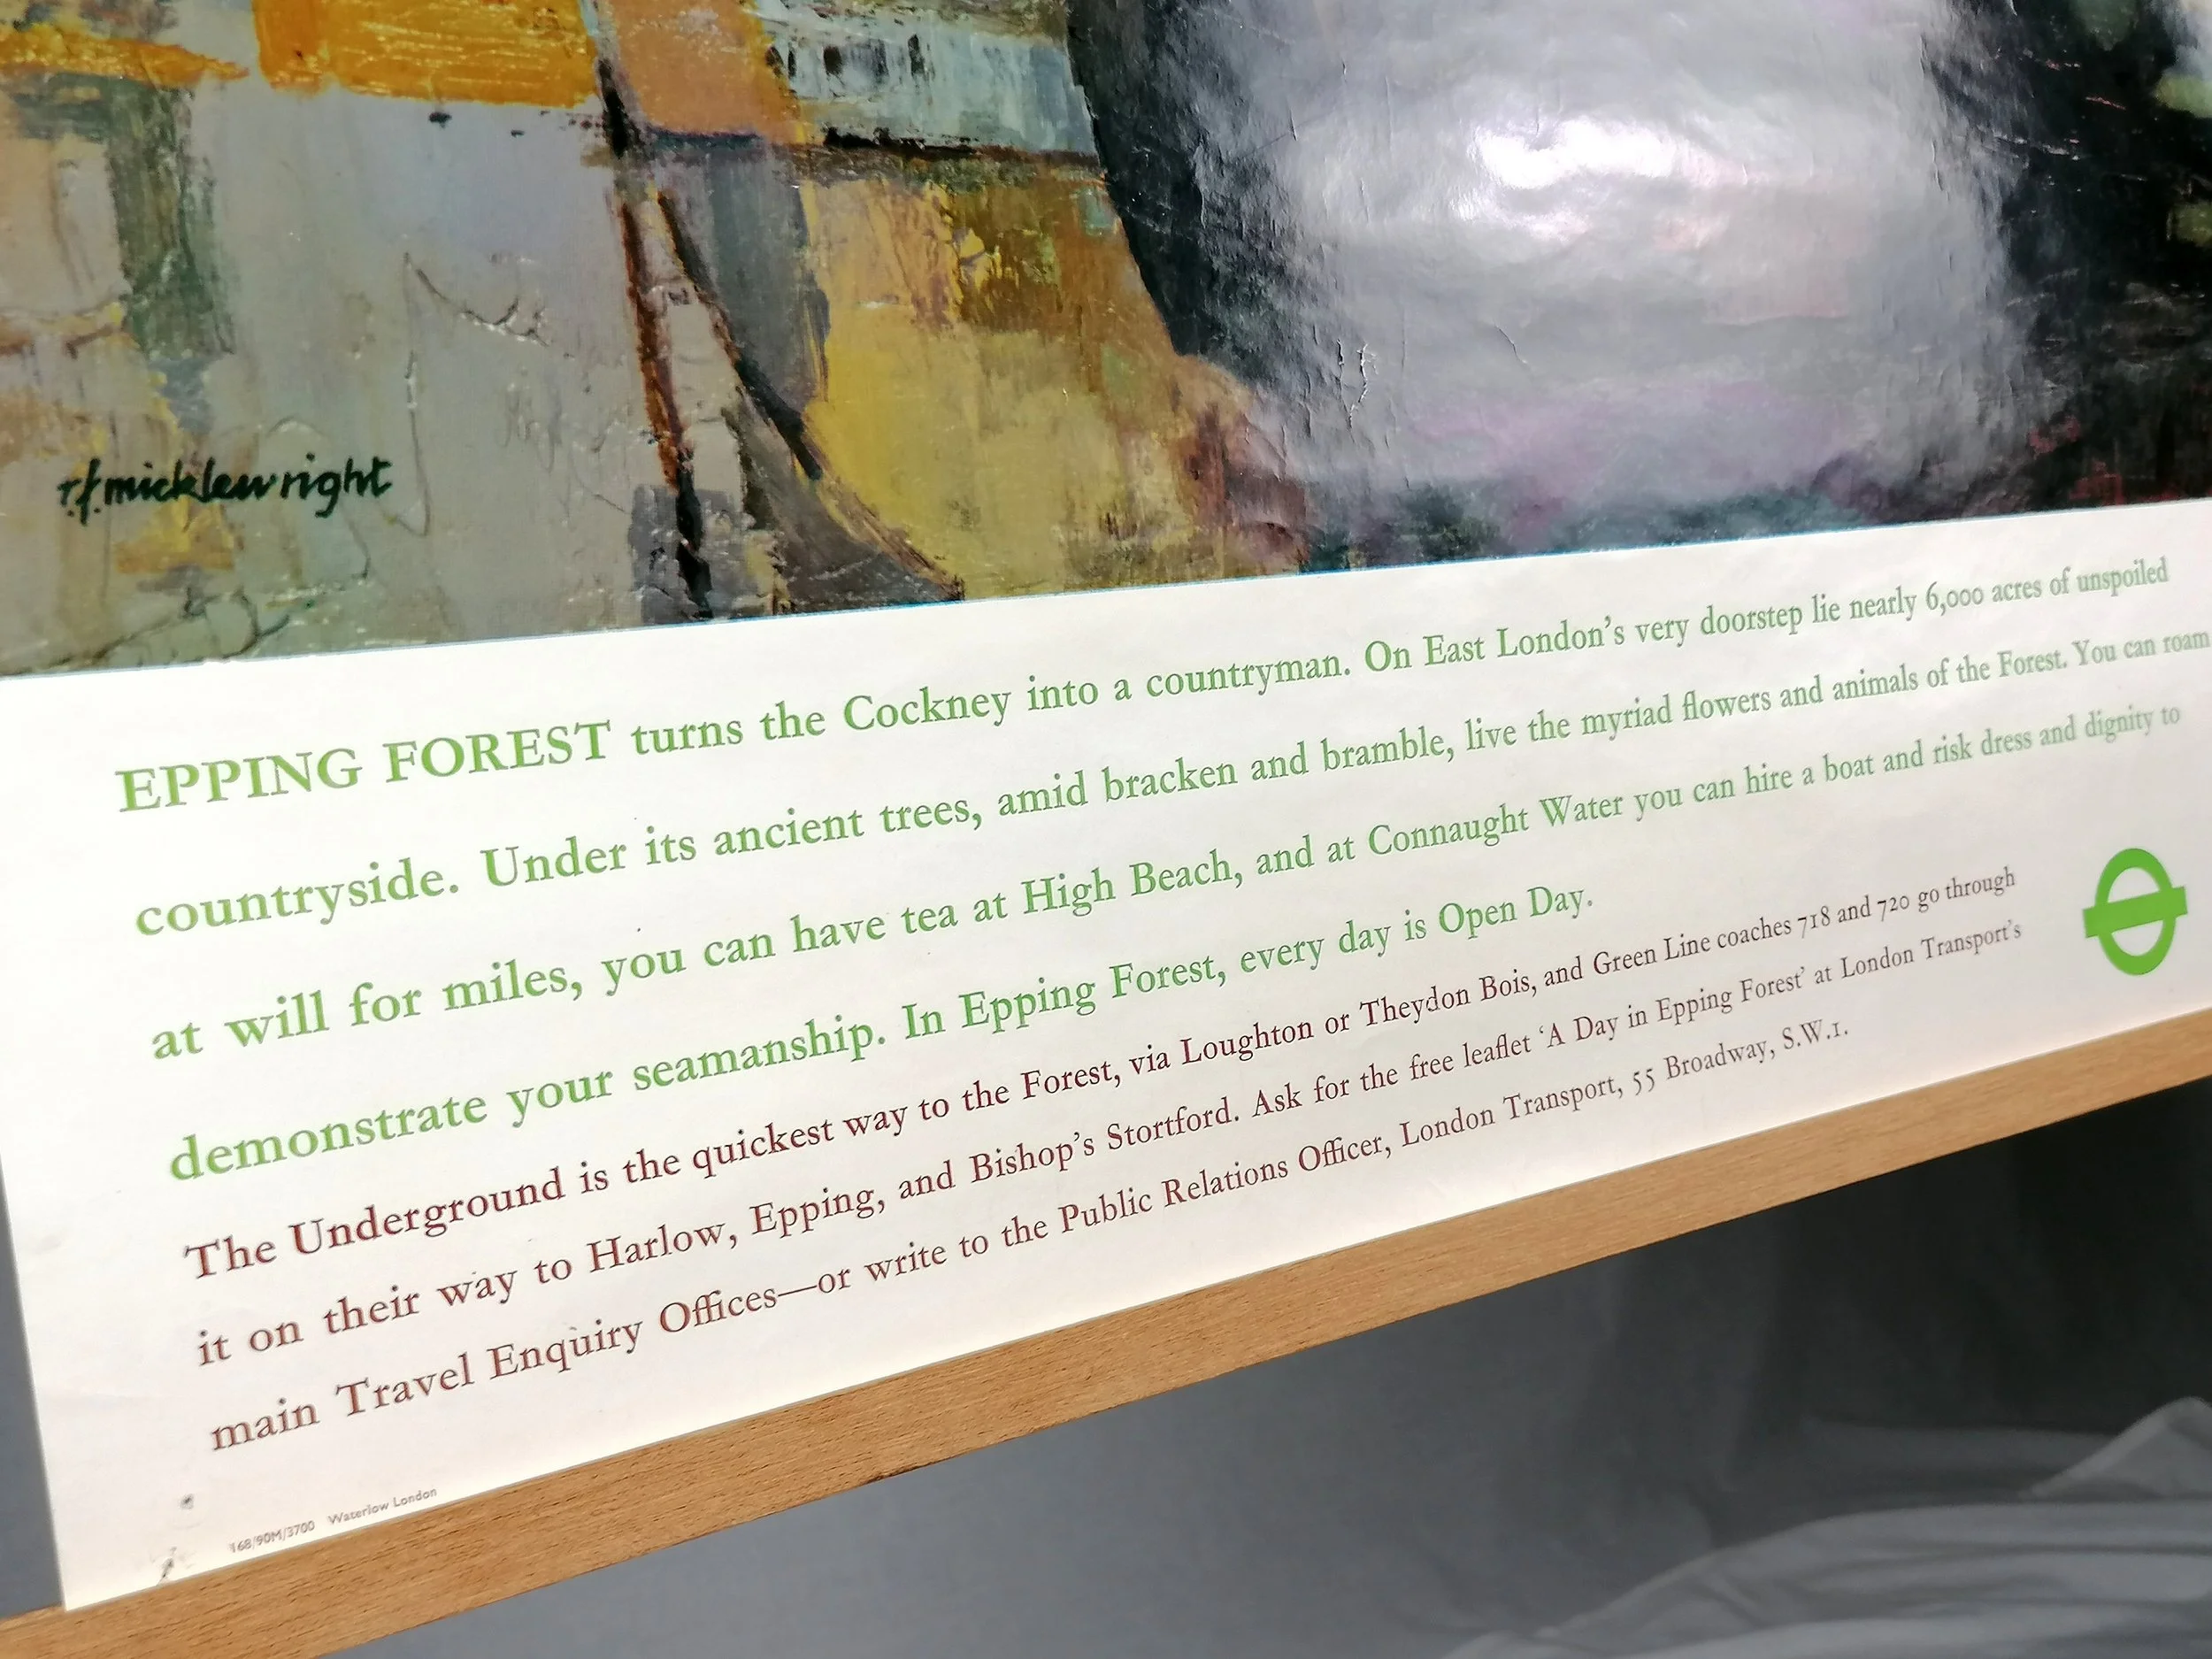 r.f. micklewright
EPPING FOREST turns the Cockney into a countryman. On East London's very doorstep lie nearly 6,000 acres of unspoiled
countryside. Under its ancient trees, amid bracken and bramble, live the myriad flowers and animals of the Forest. You can roam
at will for miles, you can have tea at High Beach, and at Connaught Water you can hire a boat and risk dress and dignity to
demonstrate your seamanship. In Epping Forest, every day is Open Day.
The Underground is the quickest way to the Forest, via Loughton or Theydon Bois, and Green Line coaches 718 and 720 go through
it on their way to Harlow, Epping, and Bishop's Stortford. Ask for the free leaflet 'A Day in Epping Forest' at London Transport's
main Travel Enquiry Offices—or write to the Public Relations Officer, London Transport, 55 Broadway, S.W.1.
168/90M/3700 Waterlow London